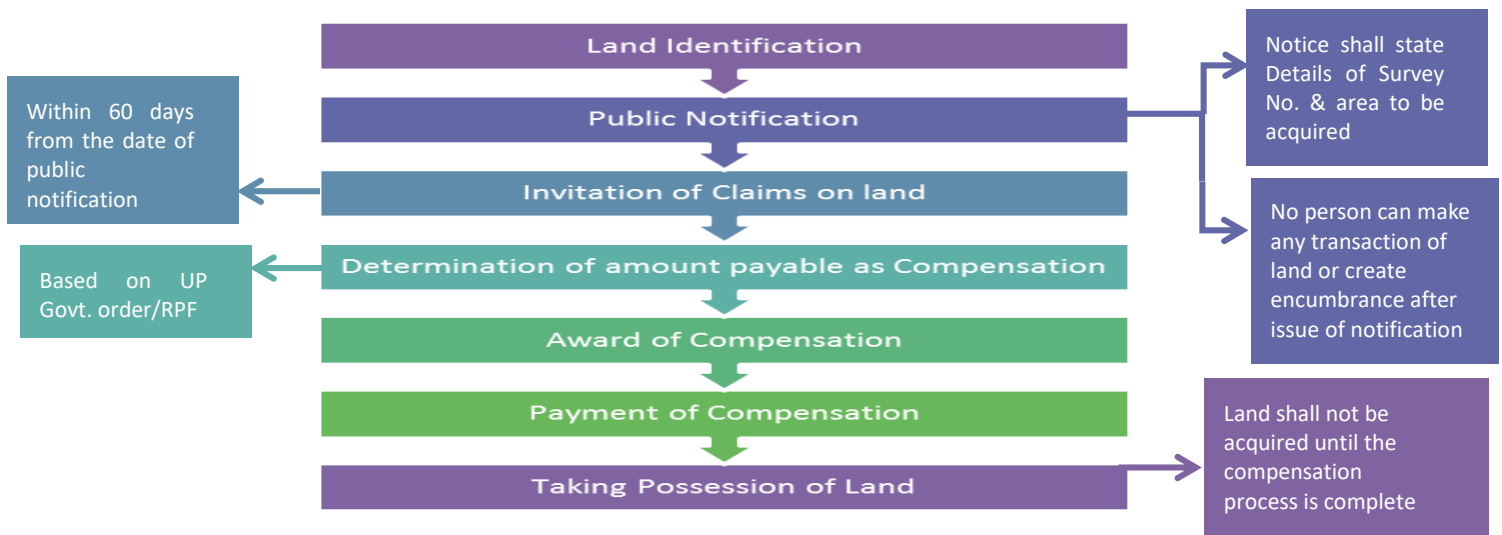 Land Identification
Notice shall state
Details of Survey
No. & area to be
acquired
Public Notification
Within 60 days
from the date of
public
notification
Invitation of Claims on land
No person can make
any transaction of
land or create
encumbrance after
issue of notification
Determination of amount payable as Compensation
Based on UP
Govt. order/RPF
Award of Compensation
Payment of Compensation
Taking Possession of Land
Land shall not be
acquired until the
compensation
process is complete